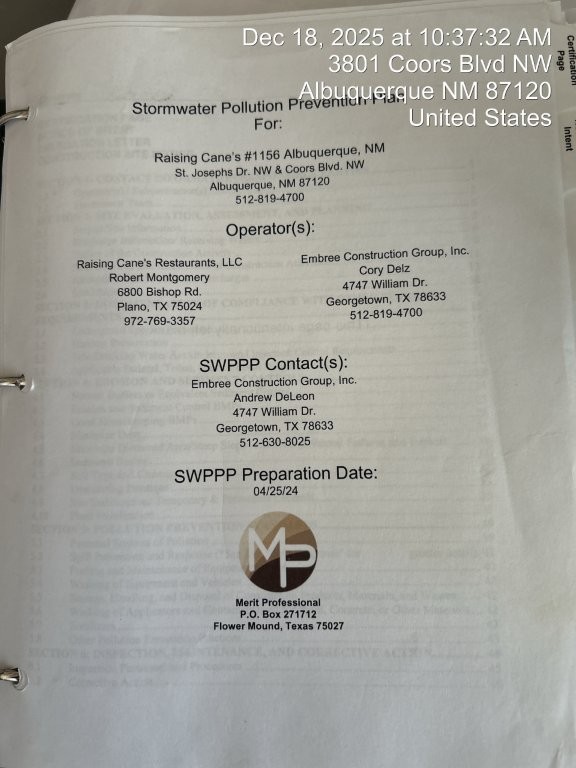 Dec 18, 2025 at 10:37:32 AM
3801 Coors Blvd NW
Albuquerque NM 87120
United States
Certification
Page
Intent
Stormwater Pollution Prevention Plan
For:
Raising Cane's #1156 Albuquerque, NM
St. Josephs Dr. NW & Coors Blvd. NW
Albuquerque, NM 87120
512-819-4700
Operator(s):
Raising Cane's Restaurants, LLC
Robert Montgomery
6800 Bishop Rd.
Plano, TX 75024
972-769-3357
Embree Construction Group, Inc.
Cory Delz
4747 William Dr.
Georgetown, TX 78633
512-819-4700
SWPPP Contact(s):
Embree Construction Group, Inc.
Andrew DeLeon
4747 William Dr.
Georgetown, TX 78633
512-630-8025
SWPPP Preparation Date:
04/25/24
MP
Merit Professional
P.O. Box 271712
Flower Mound, Texas 75027